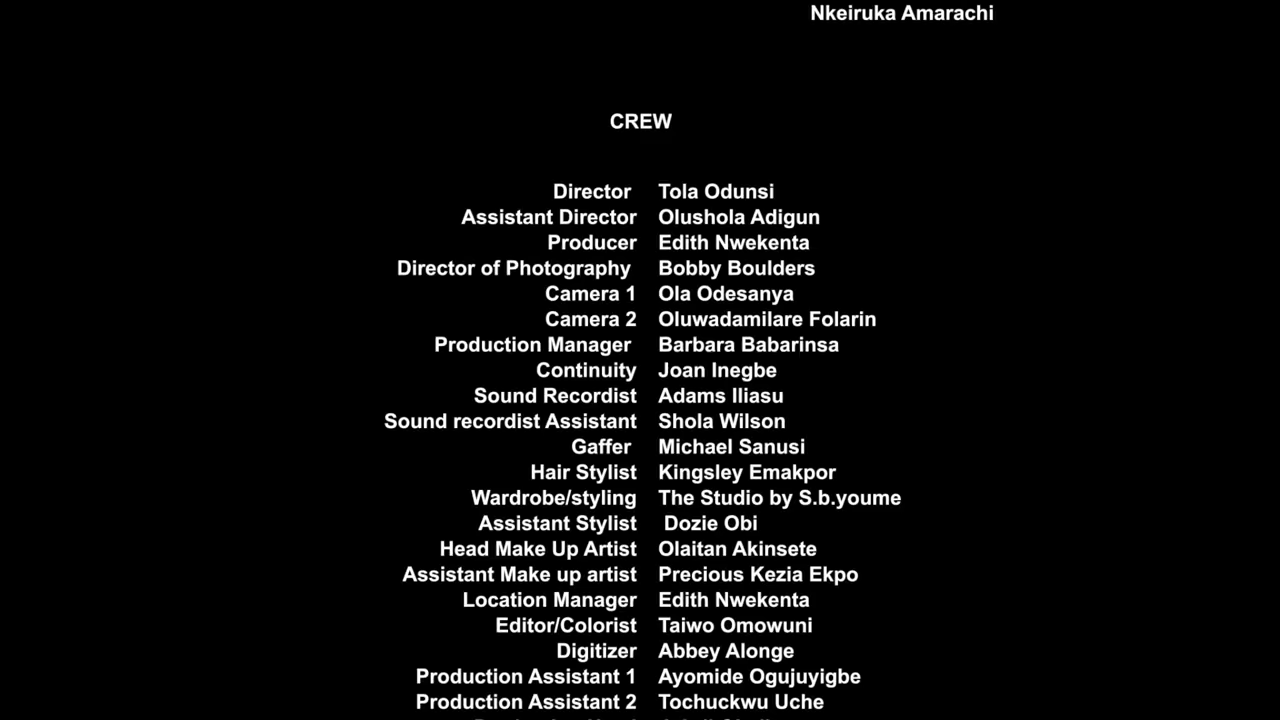 Nkeiruka Amarachi
CREW
Director Tola Odunsi
Assistant Director Olushola Adigun
Producer Edith Nwekenta
Director of Photography Bobby Boulders
Camera 1 Ola Odesanya
Camera 2 Oluwadamilare Folarin
Production Manager Barbara Babarinsa
Continuity Joan Inegbe
Sound Recordist Adams Iliasu
Sound recordist Assistant Shola Wilson
Gaffer Michael Sanusi
Hair Stylist Kingsley Emakpor
Wardrobe/styling The Studio by S.b.youme
Assistant Stylist Dozie Obi
Head Make Up Artist Olaitan Akinsete
Assistant Make up artist Precious Kezia Ekpo
Location Manager Edith Nwekenta
Editor/Colorist Taiwo Omowuni
Digitizer Abbey Alonge
Production Assistant 1 Ayomide Ogujuyigbe
Production Assistant 2 Tochuckwu Uche